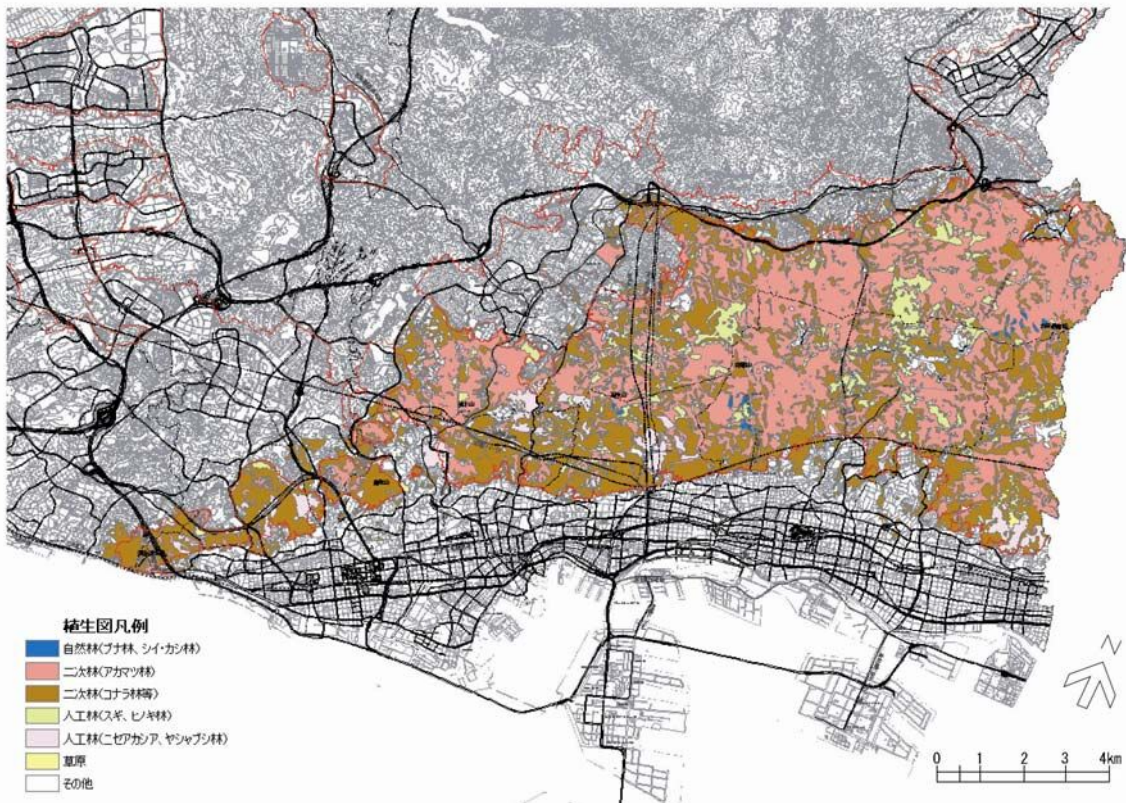 植生図凡例
自然林(ブナ林、シイ・カシ林)
二次林(アカマツ林)
二次林(コナラ林等)
人工林(スギ、ヒノキ林)
人工林(ニセアカシア、ヤシャブシ林)
草原
その他
N
0 1 2 3 4km